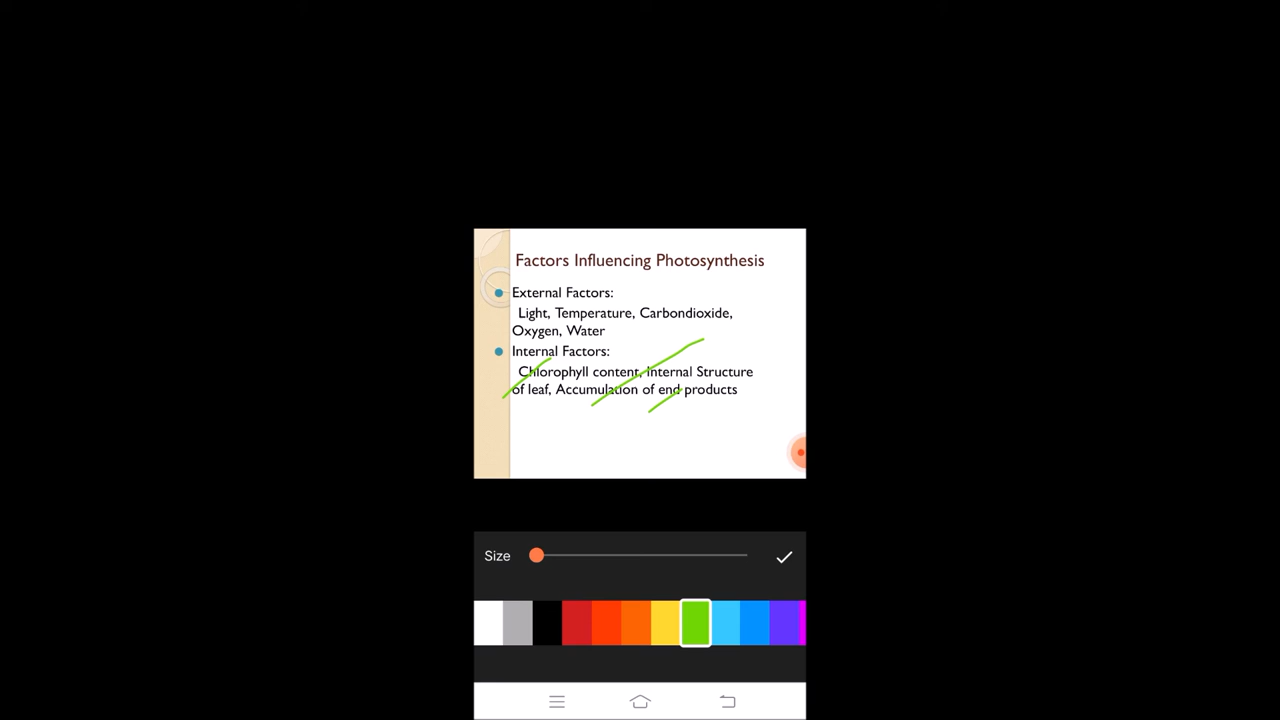 Factors Influencing Photosynthesis
External Factors:
Light, Temperature, Carbondioxide,
Oxygen, Water
Internal Factors:
Chlorophyll content, Internal Structure
of leaf, Accumulation of end products
Size